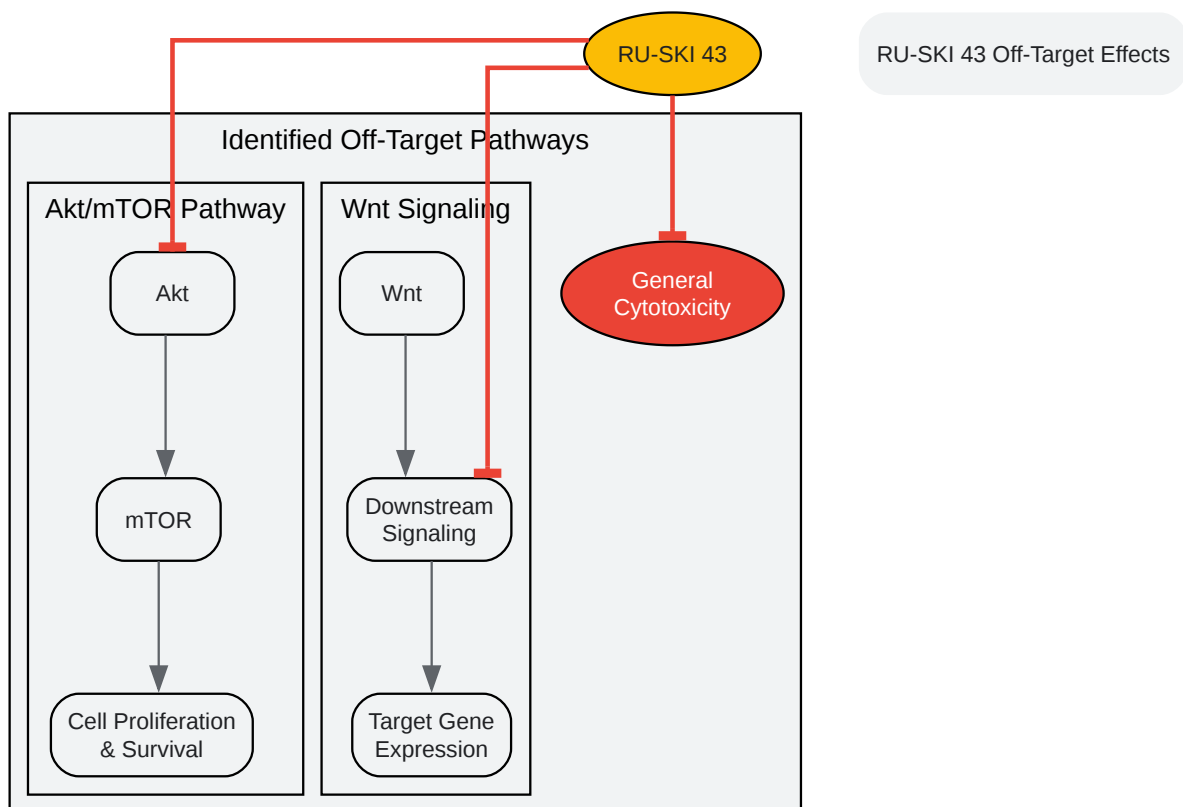 RU-SKI 43
RU-SKI 43 Off-Target Effects
Identified Off-Target Pathways
Akt/mTOR Pathway
Wnt Signaling
Akt
Wnt
General
Cytotoxicity
mTOR
Downstream
Signaling
Cell Proliferation
& Survival
Target Gene
Expression